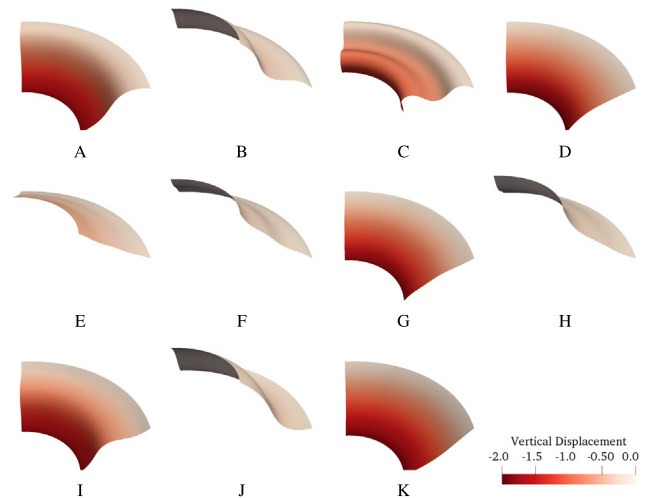 A B C D
E F G H
I J K
Vertical Displacement
-2.0 -1.5 -1.0 -0.50 0.0